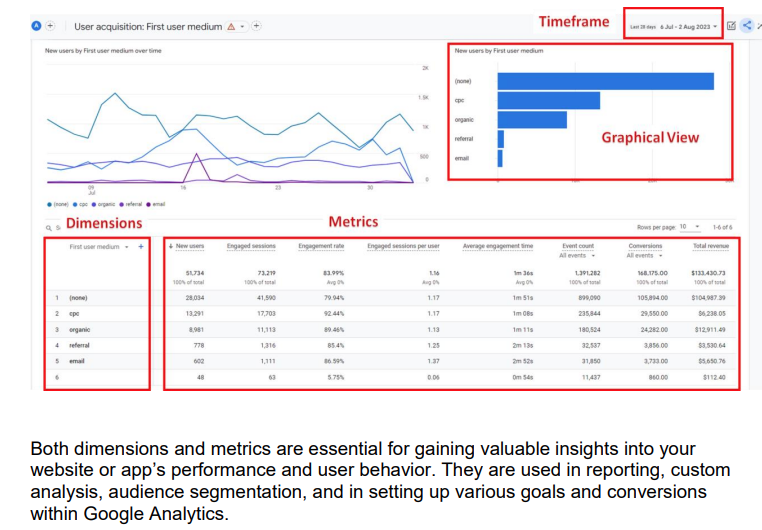 Timeframe
A
User acquisition: First user medium
Last 28 days 6 Jul - 2 Aug 2023
New users by First user medium over time
2K
1.5K
1K
500
0
09
Jul
16
23
30
(none) cpc organic referral email
New users by First user medium
(none)
cpc
organic
referral
email
Graphical View
0
Dimensions
Metrics
Rows per page 10 1-6 of 6
First user medium + New users Engaged sessions Engagement rate Engaged sessions per user Average engagement time Event count Conversions Total revenue
All events All events
51,734 73,219 83.99% 1.16 1m 36s 1,391,282 168,175.00 $133,430.73
100% of total 100% of total Avg 0% Avg 0% Avg 0% 100% of total 100% of total 100% of total
1 (none) 28,034 41,590 79.94% 1.17 1m 51s 899,090 105,894.00 $104,987.39
2 cpc 13,291 17,703 92.44% 1.17 1m 08s 235,844 29,550.00 $6,238.05
3 organic 8,981 11,113 89.46% 1.13 1m 11s 180,524 24,282.00 $12,911.49
4 referral 778 1,316 85.4% 1.25 2m 13s 32,537 3,856.00 $3,530.64
5 email 602 1,111 86.59% 1.37 2m 52s 31,850 3,733.00 $5,650.76
6 48 63 5.75% 0.06 0m 54s 11,437 860.00 $112.40
Both dimensions and metrics are essential for gaining valuable insights into your
website or app’s performance and user behavior. They are used in reporting, custom
analysis, audience segmentation, and in setting up various goals and conversions
within Google Analytics.